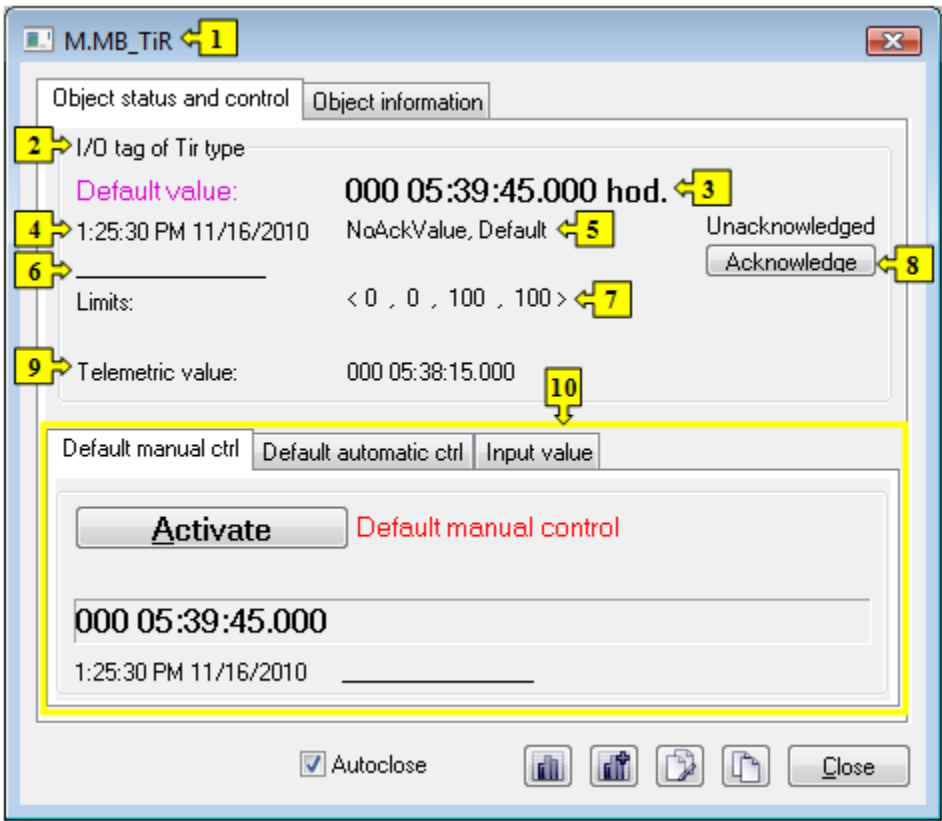 M.MB_TiR 1
Object status and control Object information
2 I/O tag of Tir type
Default value: 000 05:39:45.000 hod. 3
4 1:25:30 PM 11/16/2010 NoAckValue, Default 5 Unacknowledged
6 Acknowledge 8
Limits: < 0 , 0 , 100 , 100 > 7
9 Telemetric value: 000 05:38:15.000
10
Default manual ctrl Default automatic ctrl Input value
Activate Default manual control
000 05:39:45.000
1:25:30 PM 11/16/2010
Autoclose Close